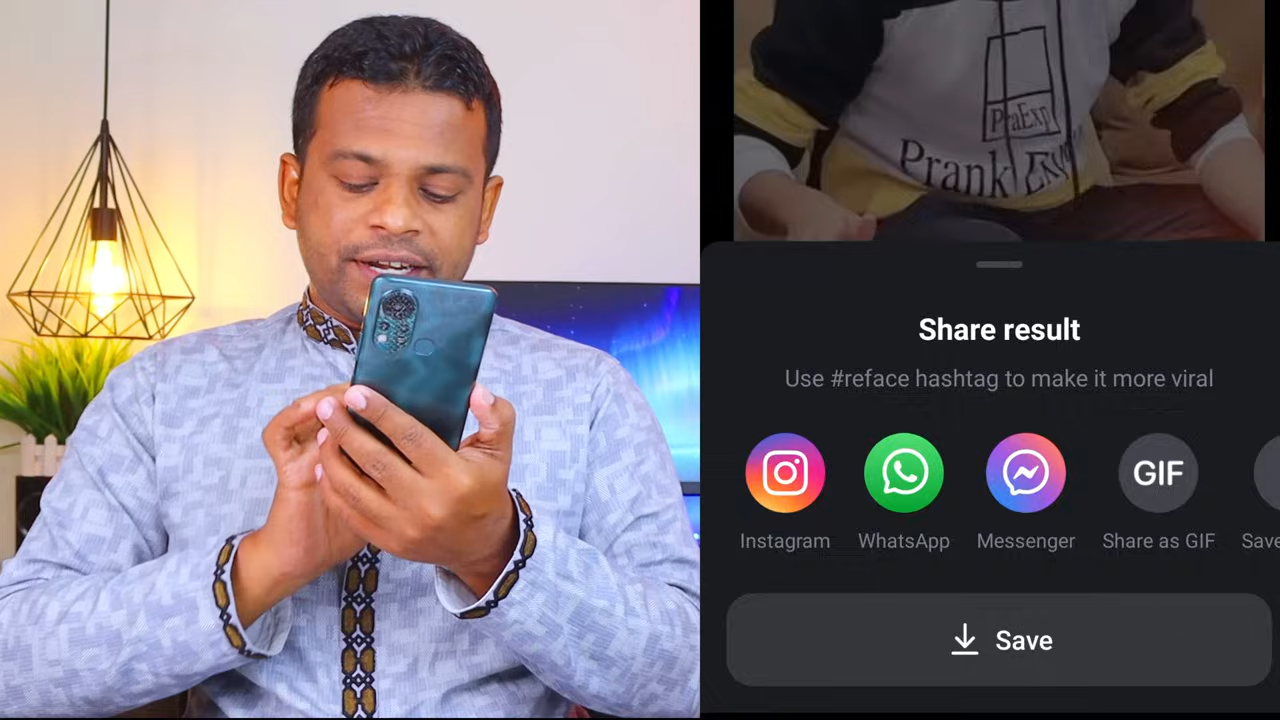 PraExp
Prank
Share result
Use #reface hashtag to make it more viral
GIF
Instagram
WhatsApp
Messenger
Share as GIF
Save
Save